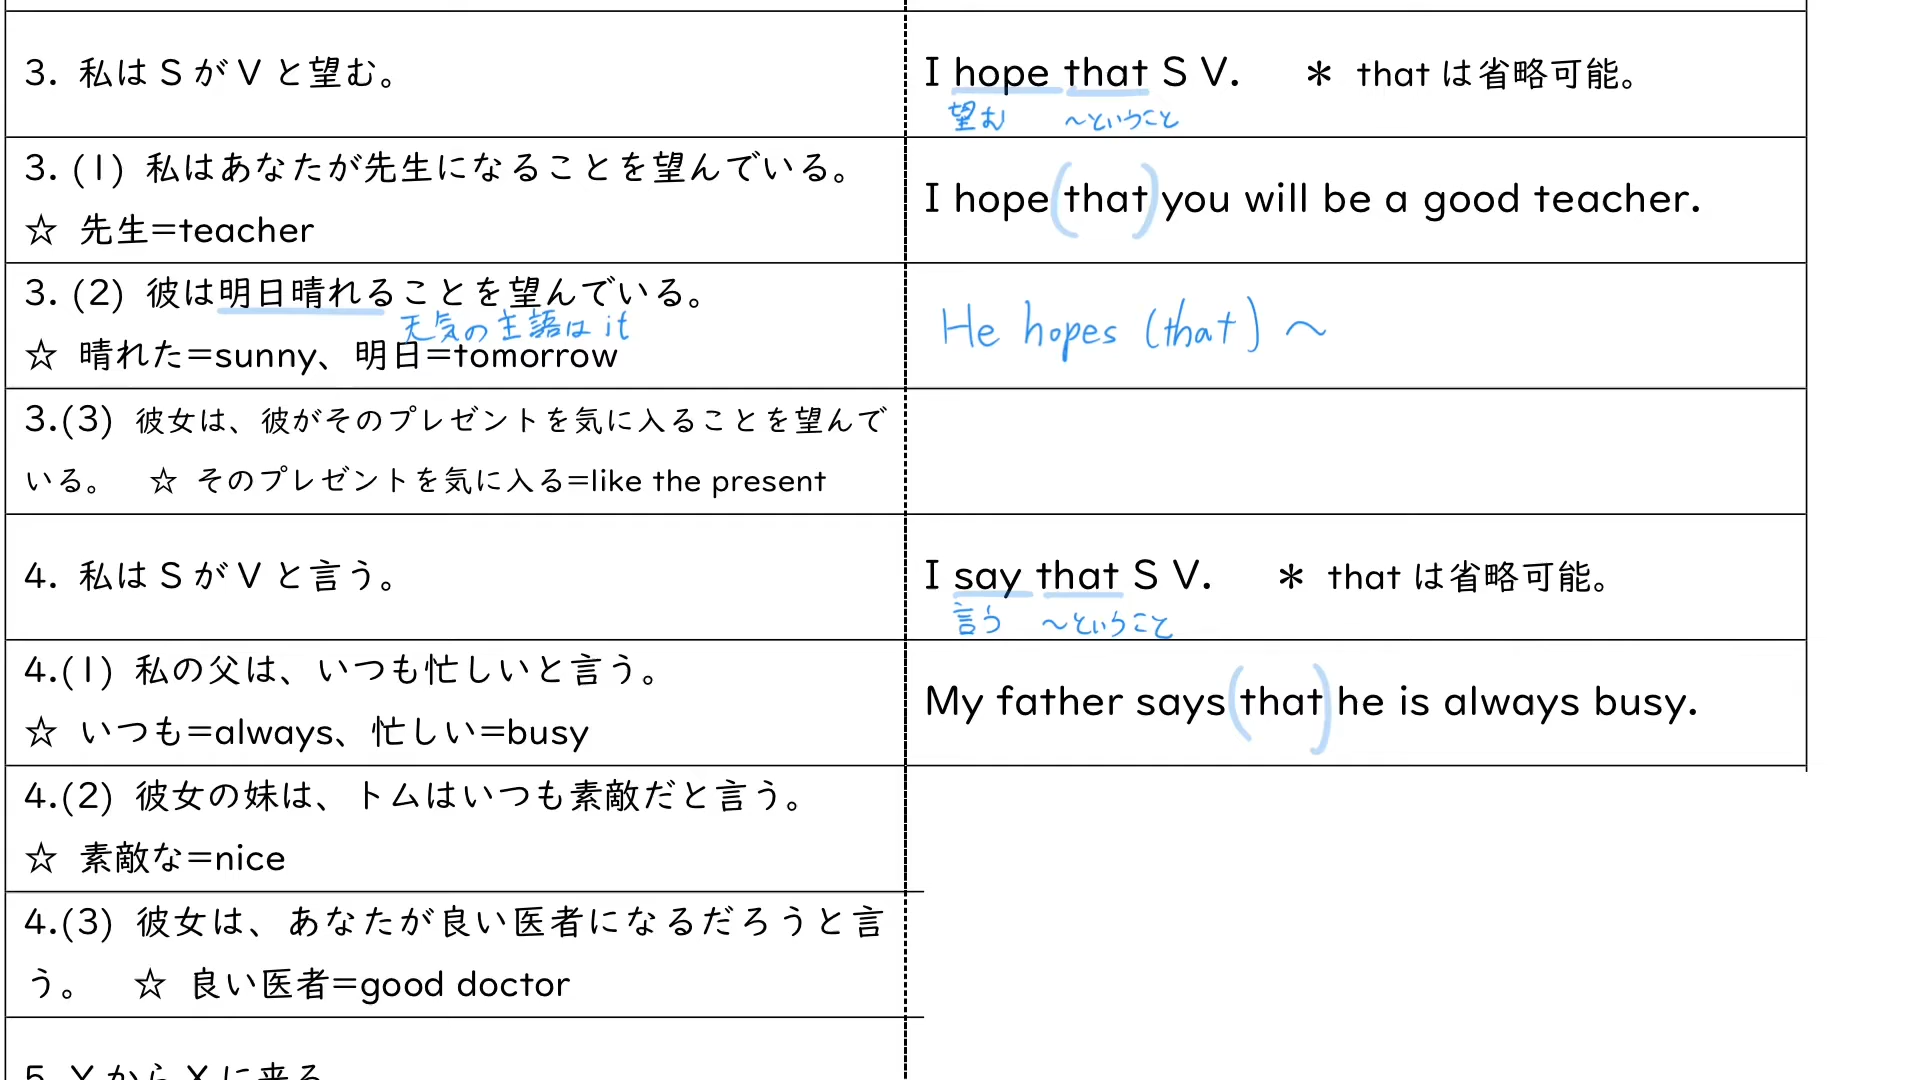 3. 私は S が V と望む。
I hope that S V. ＊ that は省略可能。
望む ～ということ
3. (1) 私はあなたが先生になることを望んでいる。
☆ 先生=teacher
I hope (that) you will be a good teacher.
3. (2) 彼は明日晴れることを望んでいる。
天気の主語は it
☆ 晴れた=sunny、明日=tomorrow
He hopes (that) ～
3.(3) 彼女は、彼がそのプレゼントを気に入ることを望んで
いる。 ☆ そのプレゼントを気に入る=like the present
4. 私は S が V と言う。
I say that S V. ＊ that は省略可能。
言う ～ということ
4.(1) 私の父は、いつも忙しいと言う。
☆ いつも=always、忙しい=busy
My father says (that) he is always busy.
4.(2) 彼女の妹は、トムはいつも素敵だと言う。
☆ 素敵な=nice
4.(3) 彼女は、あなたが良い医者になるだろうと言
う。 ☆ 良い医者=good doctor
5. Y から X に来る